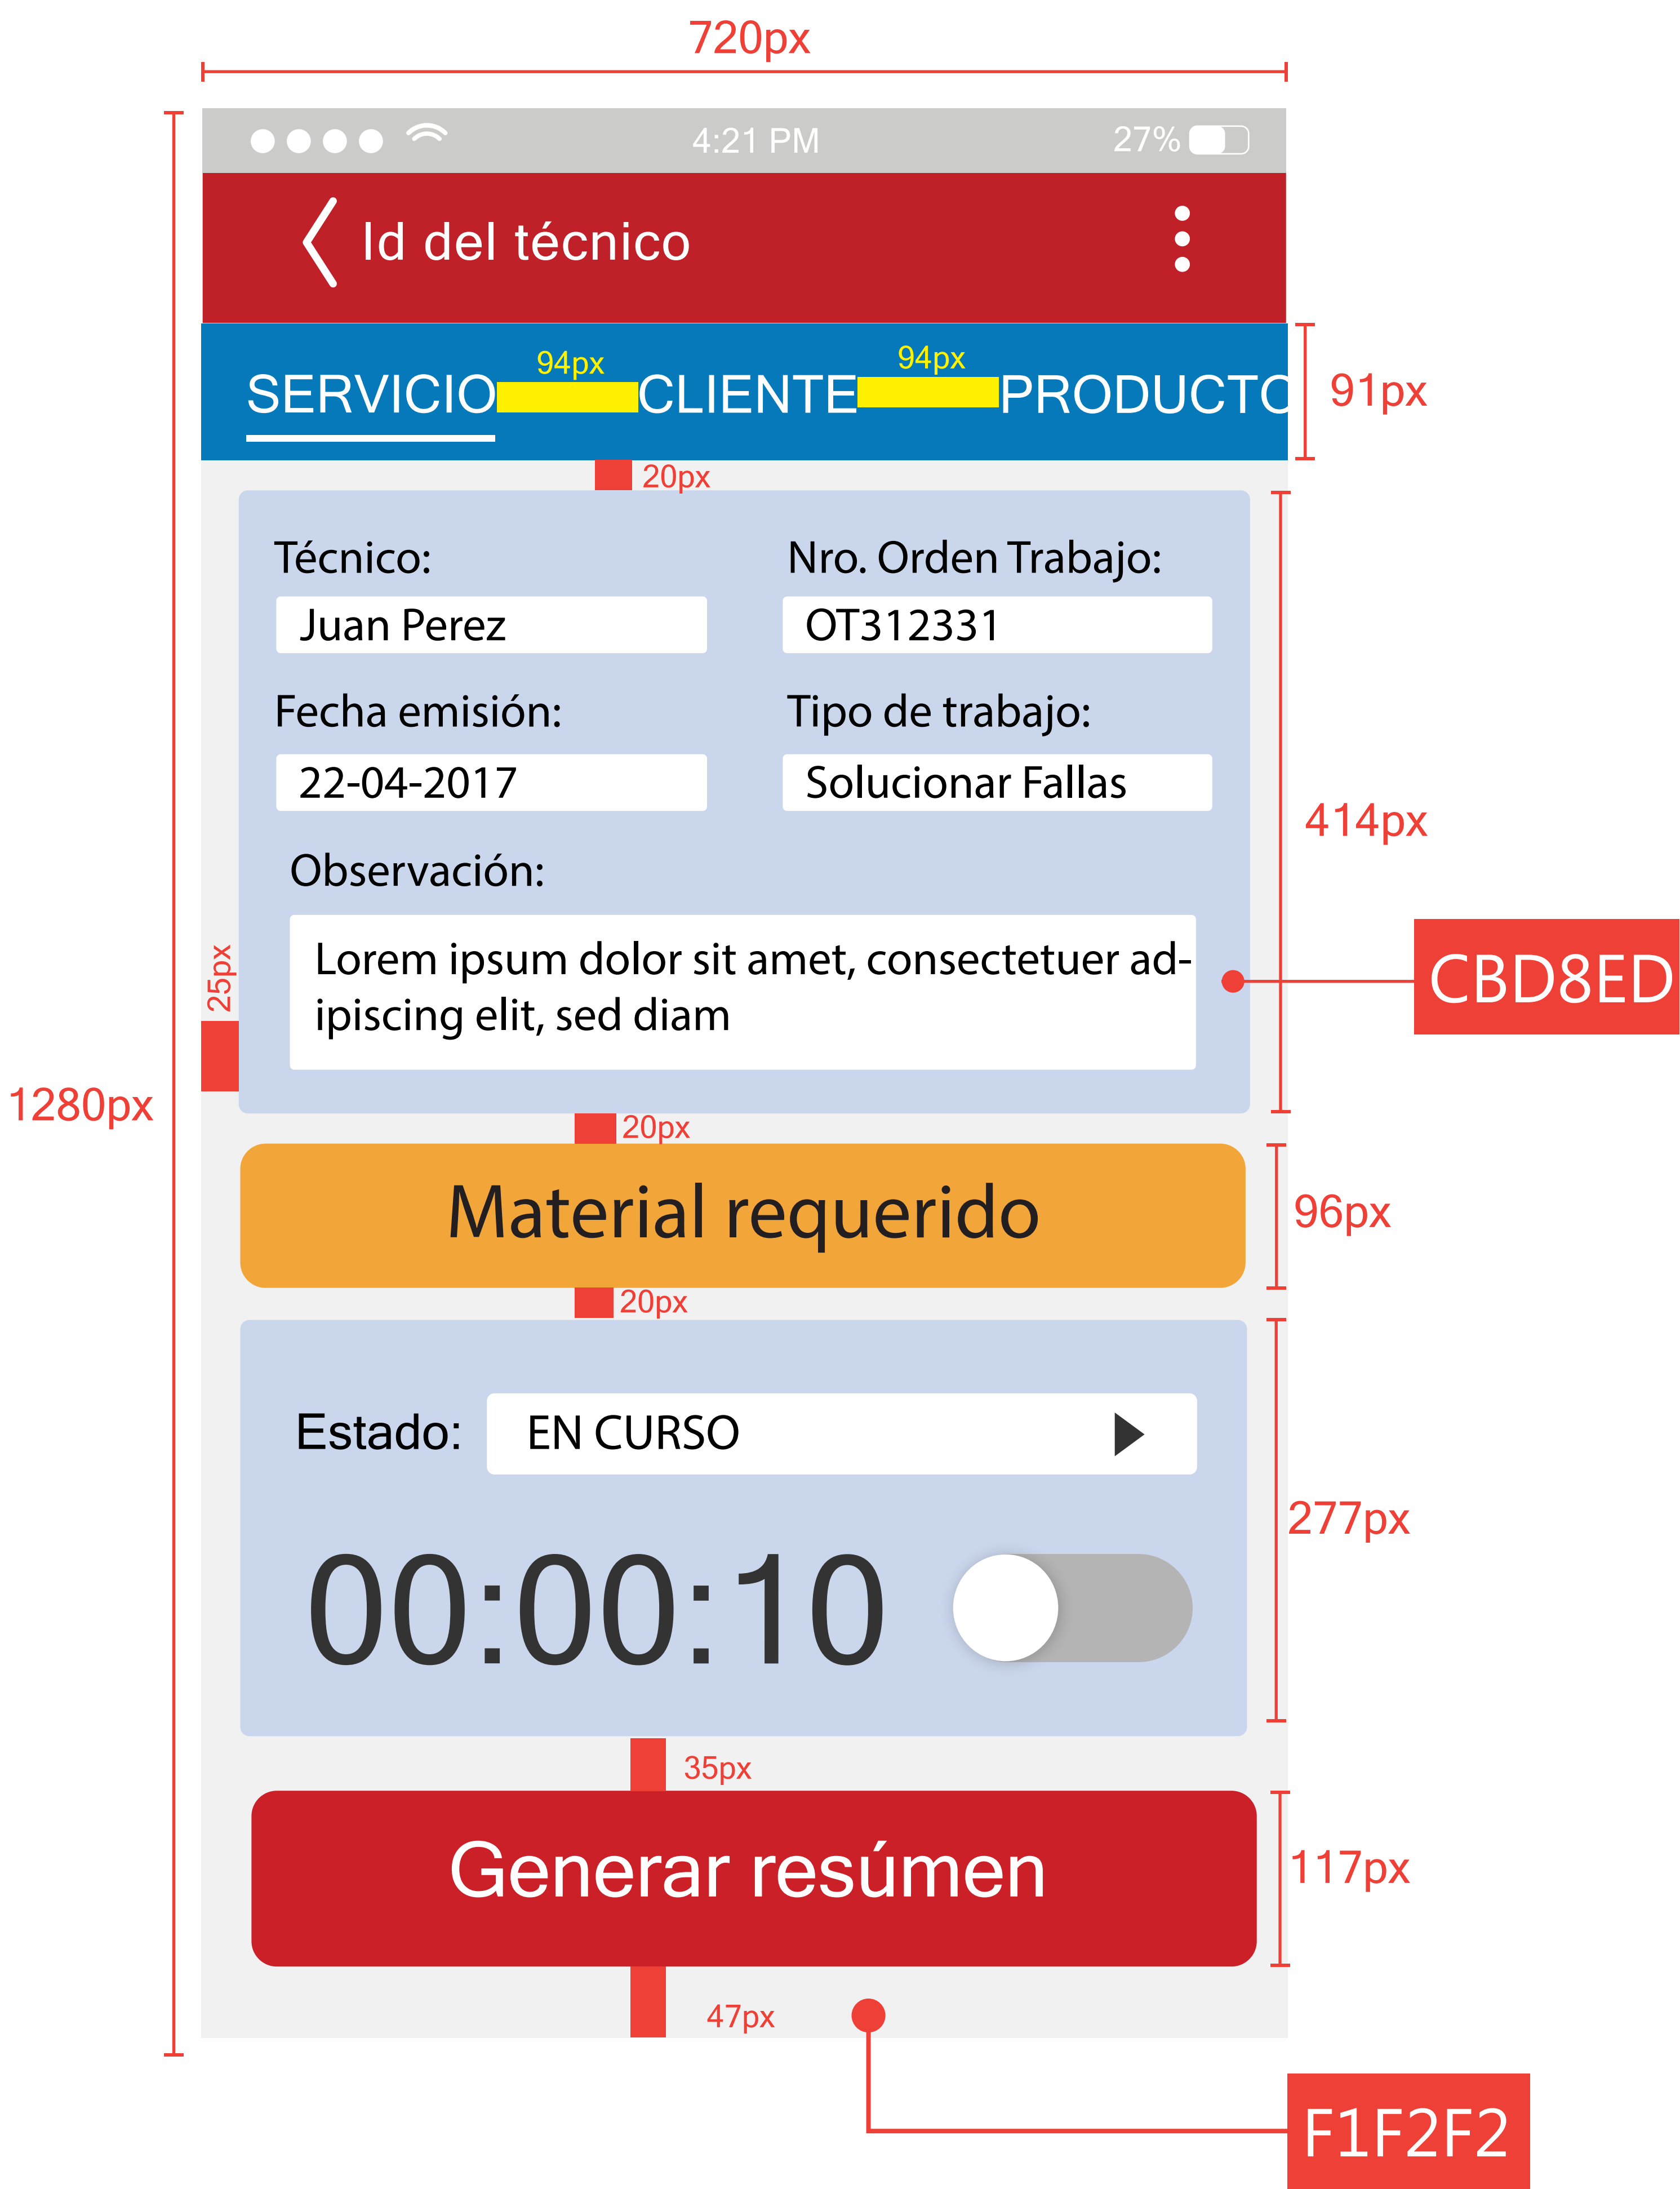 720px
4:21 PM
27%
Id del técnico
94px
94px
SERVICIO
CLIENTE
PRODUCTO
91px
20px
Técnico:
Nro. Orden Trabajo:
Juan Perez
OT312331
Fecha emisión:
Tipo de trabajo:
22-04-2017
Solucionar Fallas
414px
Observación:
Lorem ipsum dolor sit amet, consectetuer ad-
ipiscing elit, sed diam
25px
CBD8ED
1280px
20px
Material requerido
96px
20px
Estado:
EN CURSO
277px
00:00:10
35px
Generar resúmen
117px
47px
F1F2F2